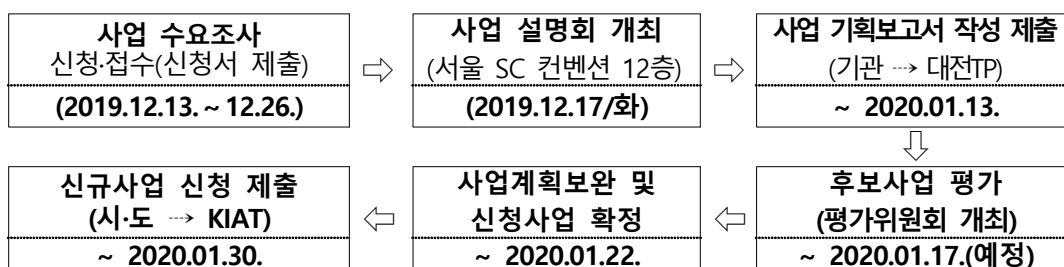 사업 수요조사
신청·접수(신청서 제출)
(2019.12.13. ~ 12.26.)
사업 설명회 개최
(서울 SC 컨벤션 12층)
(2019.12.17/화)
사업 기획보고서 작성 제출
(기관 ⤏ 대전TP)
~ 2020.01.13.
후보사업 평가
(평가위원회 개최)
~ 2020.01.17.(예정)
사업계획보완 및
신청사업 확정
~ 2020.01.22.
신규사업 신청 제출
(시·도 ⤏ KIAT)
~ 2020.01.30.